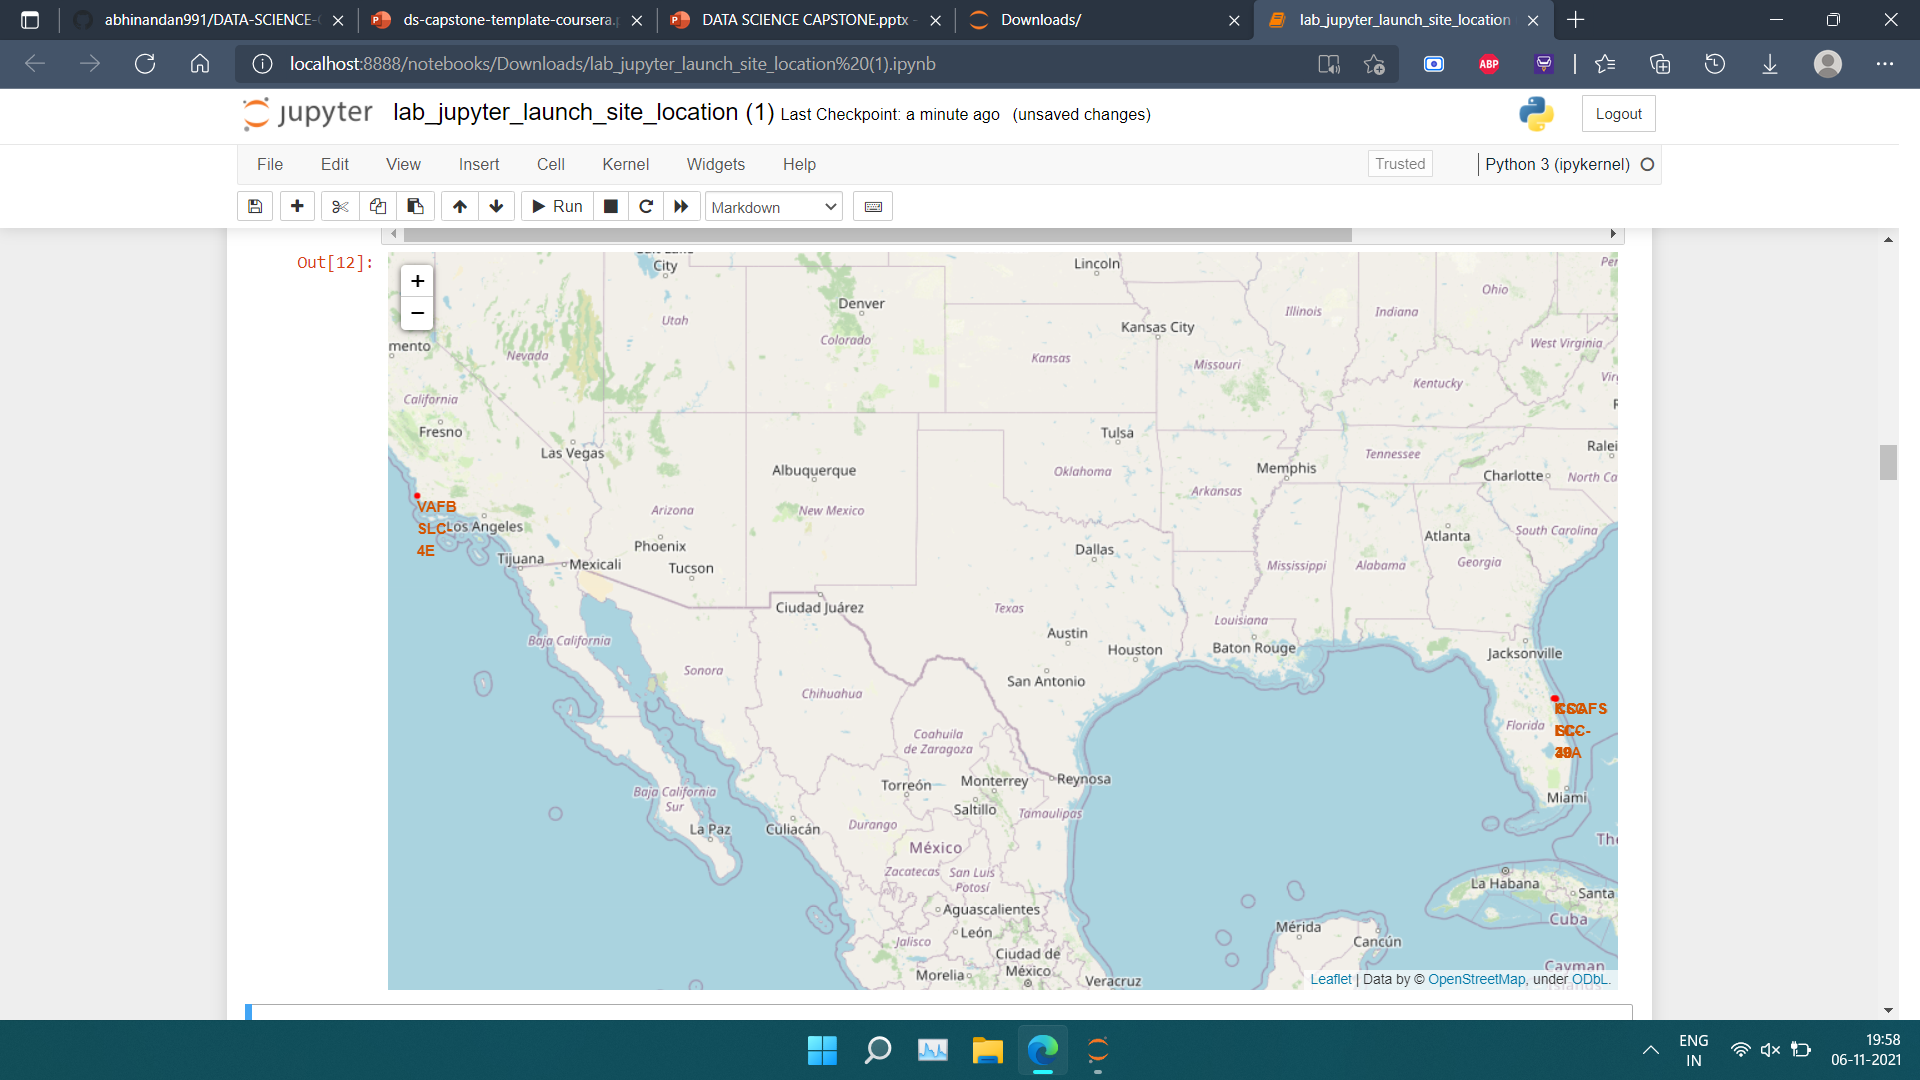 abhinandan991/DATA-SCIENCE-
ds-capstone-template-coursera.p
DATA SCIENCE CAPSTONE.pptx -
Downloads/
lab_jupyter_launch_site_location
localhost:8888/notebooks/Downloads/lab_jupyter_launch_site_location%20(1).ipynb
ABP
jupyter lab_jupyter_launch_site_location (1) Last Checkpoint: a minute ago (unsaved changes)
Logout
File Edit View Insert Cell Kernel Widgets Help
Trusted
Python 3 (ipykernel)
Run
Markdown
Out[12]:
+
−
City
Lincoln
Denver
Utah
Colorado
Nevada
mento
California
Fresno
Las Vegas
Kansas City
Kansas
Missouri
Illinois
Indiana
Ohio
West Virginia
Kentucky
Tulsa
Albuquerque
Oklahoma
Memphis
Tennessee
Ralei
Charlotte
North Ca
Arkansas
Arizona
New Mexico
VAFB
SLC-
4E
Los Angeles
Phoenix
Tucson
Tijuana
Mexicali
Dallas
Atlanta
South Carolina
Mississippi
Alabama
Georgia
Ciudad Juárez
Texas
Louisiana
Austin
Houston
Baton Rouge
Jacksonville
San Antonio
Baja California
Sonora
Chihuahua
Florida
Coahuila
de Zaragoza
Monterrey
Reynosa
Torreón
Saltillo
Tamaulipas
Miami
Baja California
Sur
La Paz
Culiacán
Durango
México
Zacatecas
San Luis
Potosí
Aguascalientes
León
Jalisco
Ciudad de
México
Morelia
Veracruz
Mérida
Cancún
La Habana
Santa
Cuba
Cayman
Islands
Leaflet | Data by © OpenStreetMap, under ODbL.
ENG
IN
19:58
06-11-2021